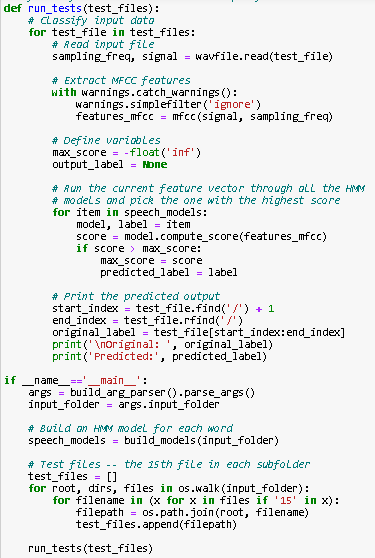 def run_tests(test_files):
    # Classify input data
    for test_file in test_files:
        # Read input file
        sampling_freq, signal = wavfile.read(test_file)

        # Extract MFCC features
        with warnings.catch_warnings():
            warnings.simplefilter('ignore')
            features_mfcc = mfcc(signal, sampling_freq)

        # Define variables
        max_score = -float('inf')
        output_label = None

        # Run the current feature vector through all the HMM
        # models and pick the one with the highest score
        for item in speech_models:
            model, label = item
            score = model.compute_score(features_mfcc)
            if score > max_score:
                max_score = score
                predicted_label = label

        # Print the predicted output
        start_index = test_file.find('/') + 1
        end_index = test_file.rfind('/')
        original_label = test_file[start_index:end_index]
        print('\nOriginal: ', original_label)
        print('Predicted:', predicted_label)

if __name__=='__main__':
    args = build_arg_parser().parse_args()
    input_folder = args.input_folder

    # Build an HMM model for each word
    speech_models = build_models(input_folder)

    # Test files -- the 15th file in each subfolder
    test_files = []
    for root, dirs, files in os.walk(input_folder):
        for filename in (x for x in files if '15' in x):
            filepath = os.path.join(root, filename)
            test_files.append(filepath)

    run_tests(test_files)